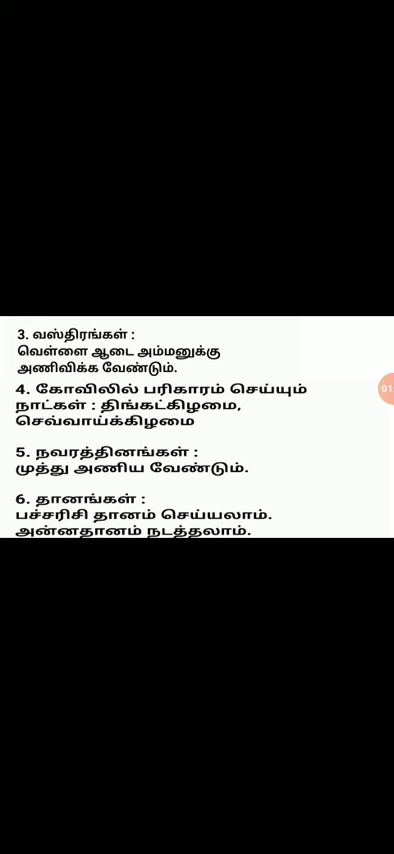 3. வஸ்திரங்கள் :
வெள்ளை ஆடை அம்மனுக்கு
அணிவிக்க வேண்டும்.
4. கோவிலில் பரிகாரம் செய்யும்
நாட்கள் : திங்கட்கிழமை,
செவ்வாய்க்கிழமை
5. நவரத்தினங்கள் :
முத்து அணிய வேண்டும்.
6. தானங்கள் :
பச்சரிசி தானம் செய்யலாம்.
அன்னதானம் நடத்தலாம்.